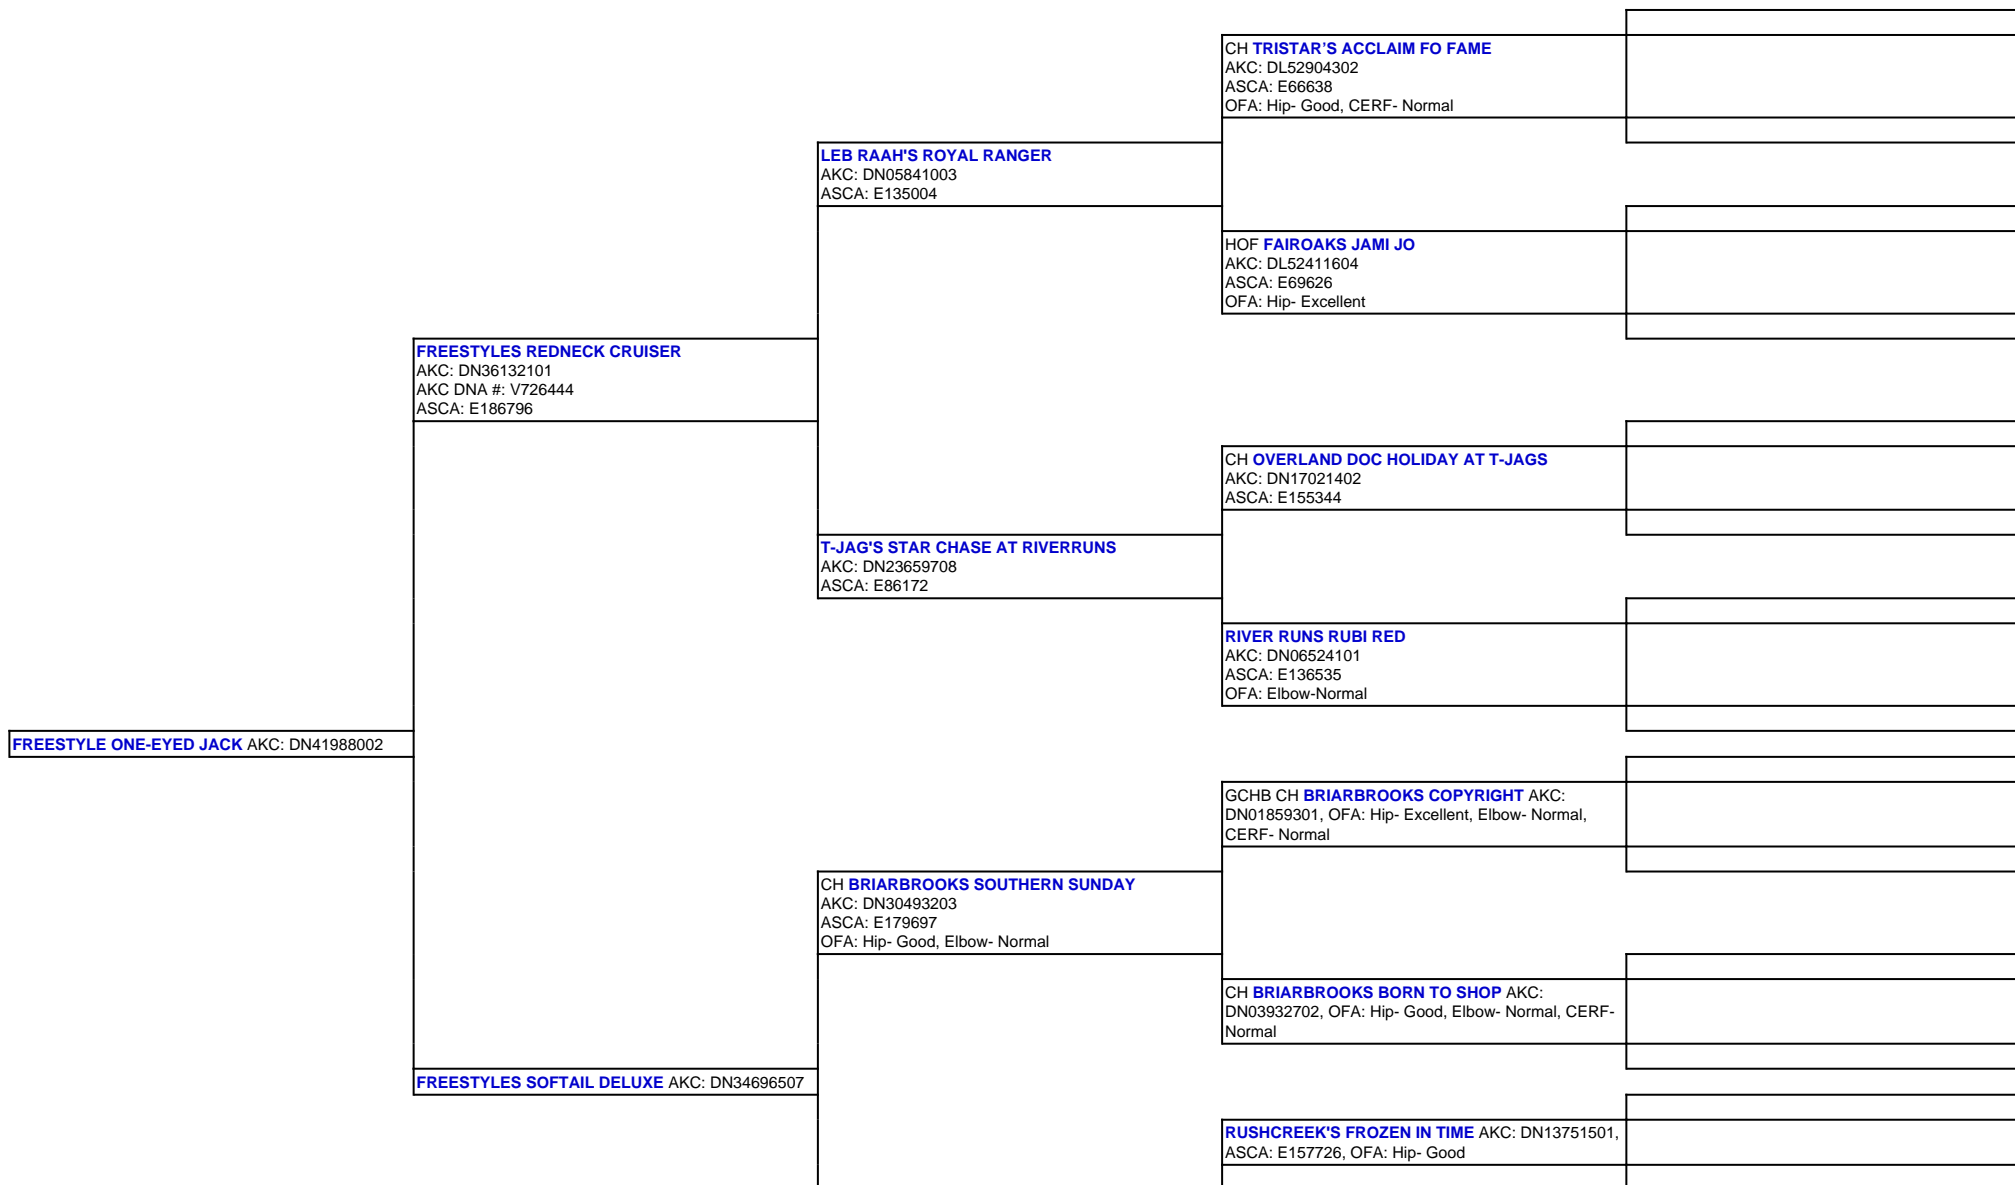 CH TRISTAR’S ACCLAIM FO FAME
AKC: DL52904302
ASCA: E66638
OFA: Hip- Good, CERF- Normal
LEB RAAH'S ROYAL RANGER
AKC: DN05841003
ASCA: E135004
HOF FAIROAKS JAMI JO
AKC: DL52411604
ASCA: E69626
OFA: Hip- Excellent
FREESTYLES REDNECK CRUISER
AKC: DN36132101
AKC DNA #: V726444
ASCA: E186796
CH OVERLAND DOC HOLIDAY AT T-JAGS
AKC: DN17021402
ASCA: E155344
T-JAG'S STAR CHASE AT RIVERRUNS
AKC: DN23659708
ASCA: E86172
RIVER RUNS RUBI RED
AKC: DN06524101
ASCA: E136535
OFA: Elbow-Normal
FREESTYLE ONE-EYED JACK AKC: DN41988002
GCHB CH BRIARBROOKS COPYRIGHT AKC:
DN01859301, OFA: Hip- Excellent, Elbow- Normal,
CERF- Normal
CH BRIARBROOKS SOUTHERN SUNDAY
AKC: DN30493203
ASCA: E179697
OFA: Hip- Good, Elbow- Normal
CH BRIARBROOKS BORN TO SHOP AKC:
DN03932702, OFA: Hip- Good, Elbow- Normal, CERF-
Normal
FREESTYLES SOFTAIL DELUXE AKC: DN34696507
RUSHCREEK'S FROZEN IN TIME AKC: DN13751501,
ASCA: E157726, OFA: Hip- Good